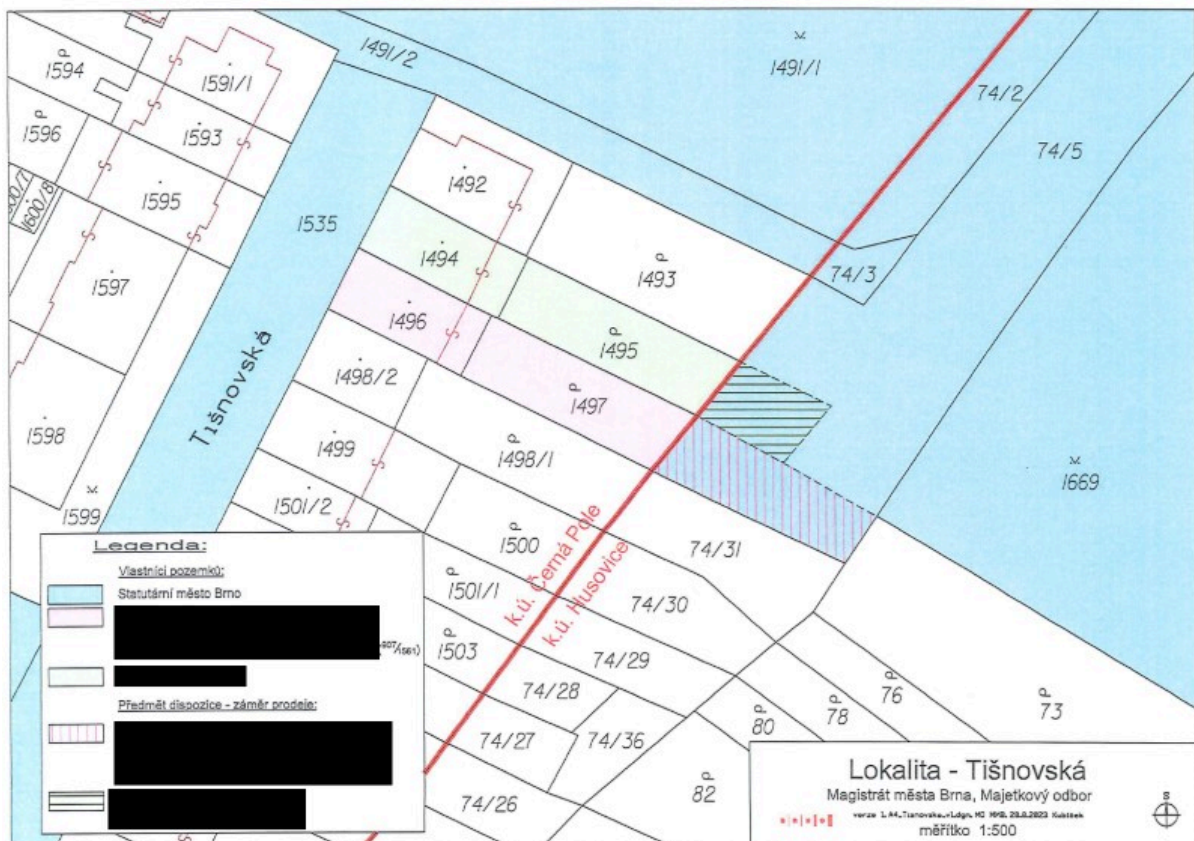 1594
1591/1
1491/2
1491/1
74/2
74/5
1596
1593
1492
1600/8
1595
1535
1493
74/3
1494
1597
1496
1495
1498/2
1497
1598
Tišnovská
1499
1498/1
1669
1599
1501/2
1500
74/31
k.ú. Černá Pole
k.ú. Husovice
1501/1
74/30
1503
74/29
74/28
76
73
78
80
74/27
74/36
82
74/26
S
S
S
S
S
S
S
S
S
Legenda:
Vlastníci pozemků:
Statutární město Brno
907/1561)
Předmět dispozice - záměr prodeje:
Lokalita - Tišnovská
Magistrát města Brna, Majetkový odbor
měřítko 1:500
S